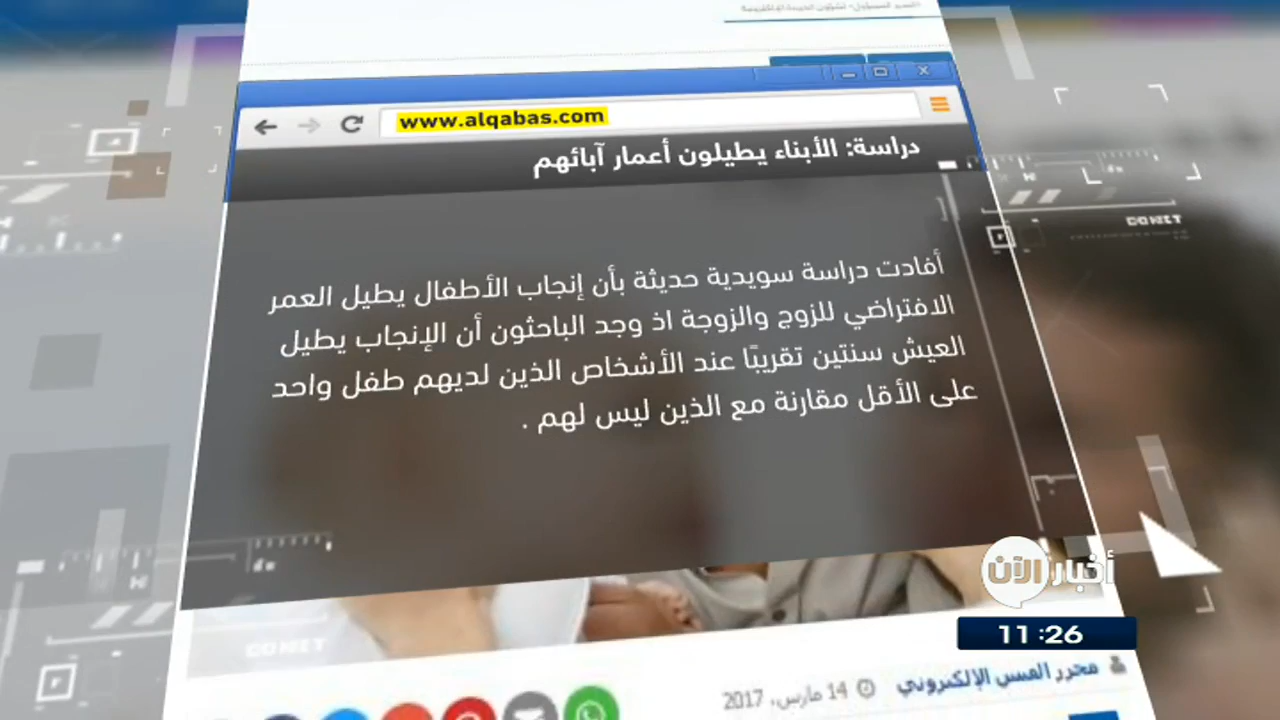 www.alqabas.com
دراسة: الأبناء يطيلون أعمار آبائهم
أفادت دراسة سويدية حديثة بأن إنجاب الأطفال يطيل العمر
الافتراضي للزوج والزوجة اذ وجد الباحثون أن الإنجاب يطيل
العيش سنتين تقريبًا عند الأشخاص الذين لديهم طفل واحد
على الأقل مقارنة مع الذين ليس لهم .
أخبار الآن
11:26
محرر القبس الإلكتروني
14 مارس، 2017